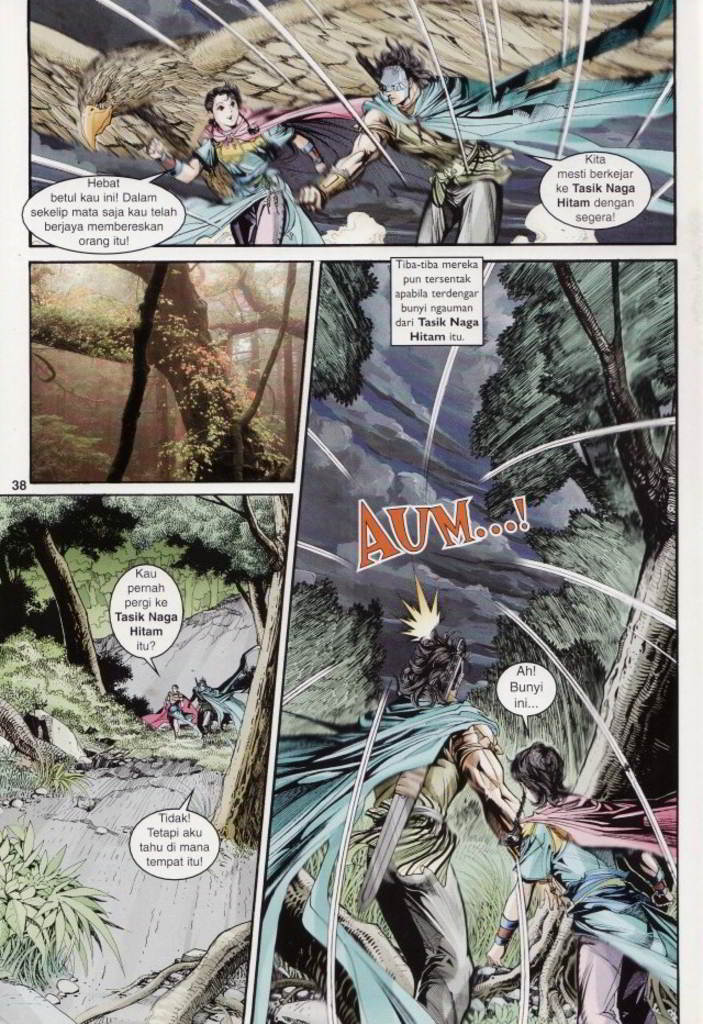 Hebat
betul kau ini! Dalam
sekelip mata saja kau telah
berjaya membereskan
orang itu!
Kita
mesti berkejar
ke Tasik Naga
Hitam dengan
segera!
Tiba-tiba mereka
pun tersentak
apabila terdengar
bunyi ngauman
dari Tasik Naga
Hitam itu.
38
AUM...!
Kau
pernah
pergi ke
Tasik Naga
Hitam
itu?
Tidak!
Tetapi aku
tahu di mana
tempat itu!
Ah!
Bunyi
ini...